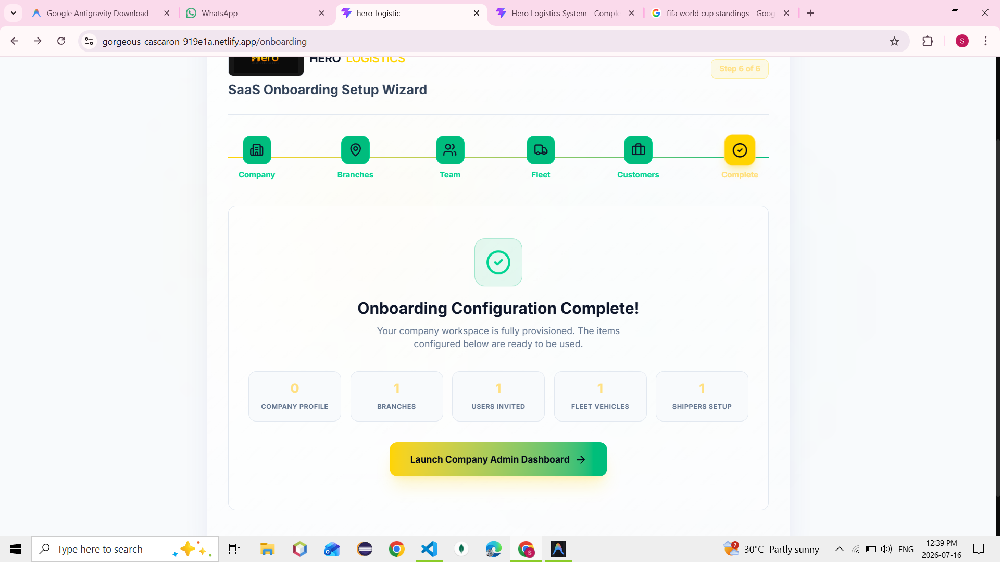 Google Antigravity Download
WhatsApp
hero-logistic
Hero Logistics System - Comple
fifa world cup standings - Goog
gorgeous-cascaron-919e1a.netlify.app/onboarding
S
Hero
HERO LOGISTICS
Step 6 of 6
SaaS Onboarding Setup Wizard
Company
Branches
Team
Fleet
Customers
Complete
Onboarding Configuration Complete!
Your company workspace is fully provisioned. The items
configured below are ready to be used.
0
COMPANY PROFILE
1
BRANCHES
1
USERS INVITED
1
FLEET VEHICLES
1
SHIPPERS SETUP
Launch Company Admin Dashboard
Type here to search
S
7
30°C Partly sunny
ENG
12:39 PM
2026-07-16